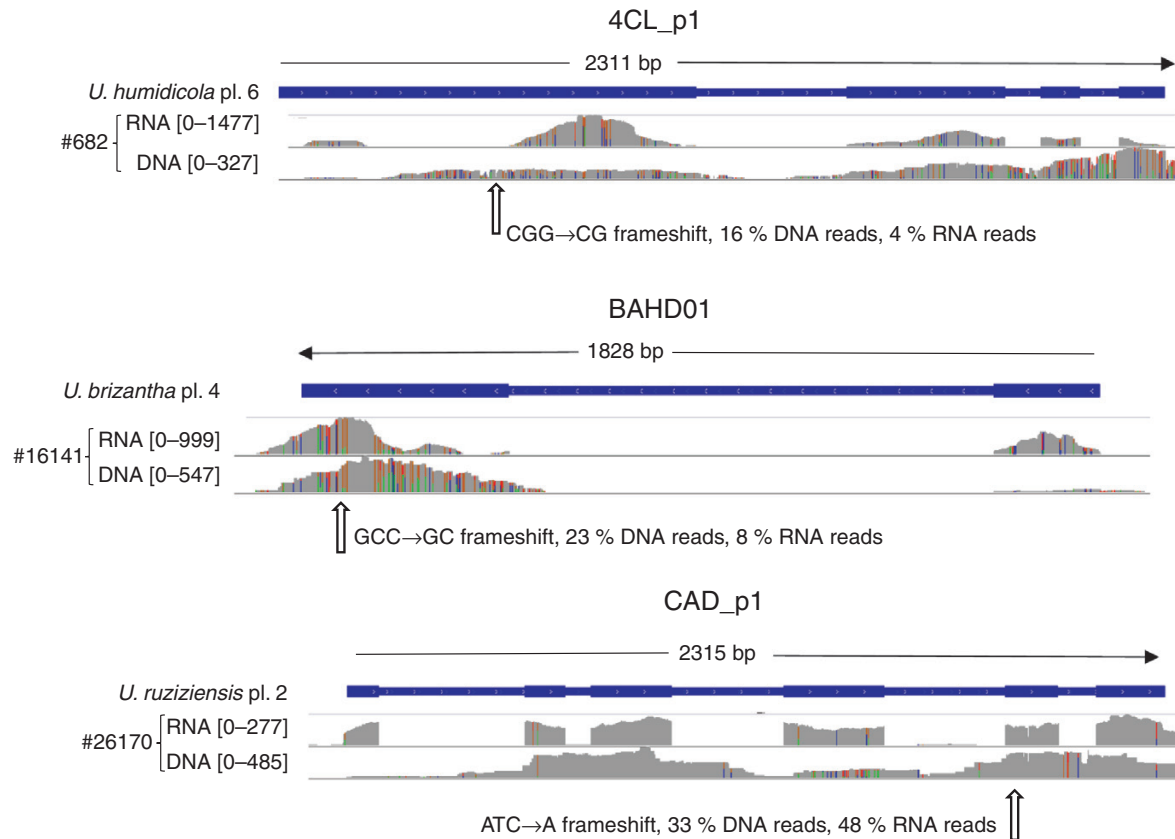 4CL_p1
2311 bp
U. humidicola pl. 6
#682
RNA [0–1477]
DNA [0–327]
CGG→CG frameshift, 16 % DNA reads, 4 % RNA reads
BAHD01
1828 bp
U. brizantha pl. 4
#16141
RNA [0–999]
DNA [0–547]
GCC→GC frameshift, 23 % DNA reads, 8 % RNA reads
CAD_p1
2315 bp
U. ruziziensis pl. 2
#26170
RNA [0–277]
DNA [0–485]
ATC→A frameshift, 33 % DNA reads, 48 % RNA reads